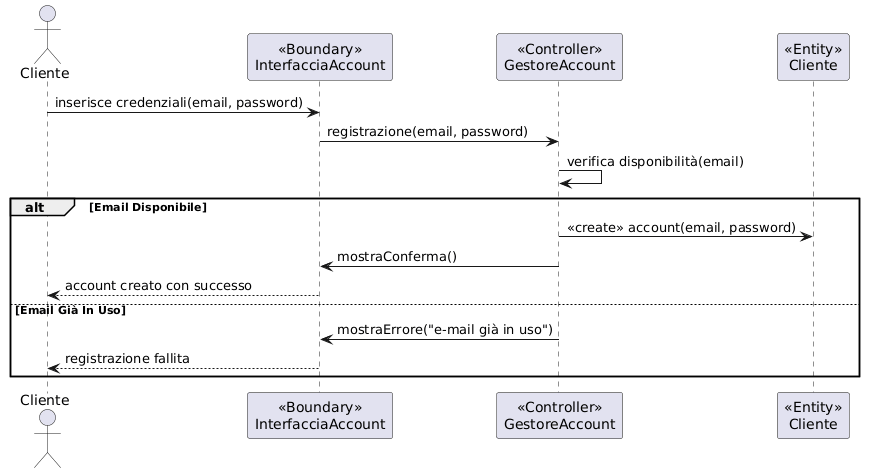 Cliente
«Boundary»
InterfacciaAccount
«Controller»
GestoreAccount
«Entity»
Cliente
inserisce credenziali(email, password)
registrazione(email, password)
verifica disponibilità(email)
alt
[Email Disponibile]
«create» account(email, password)
mostraConferma()
account creato con successo
[Email Già In Uso]
mostraErrore("e-mail già in uso")
registrazione fallita
Cliente
«Boundary»
InterfacciaAccount
«Controller»
GestoreAccount
«Entity»
Cliente